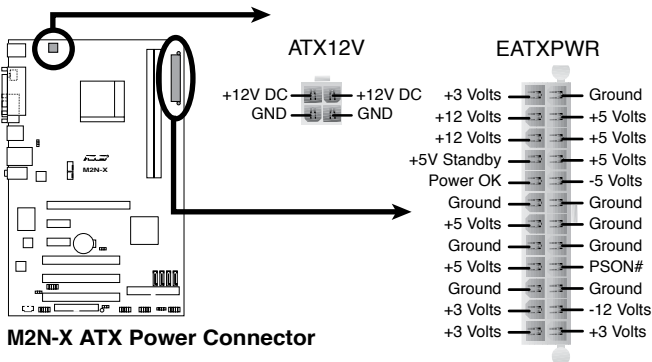 ATX12V
+12V DC +12V DC
GND GND
EATXPWR
+3 Volts Ground
+12 Volts +5 Volts
+12 Volts +5 Volts
+5V Standby +5 Volts
Power OK -5 Volts
Ground Ground
+5 Volts Ground
Ground Ground
+5 Volts PSON#
Ground Ground
+3 Volts -12 Volts
+3 Volts +3 Volts
M2N-X
M2N-X ATX Power Connector